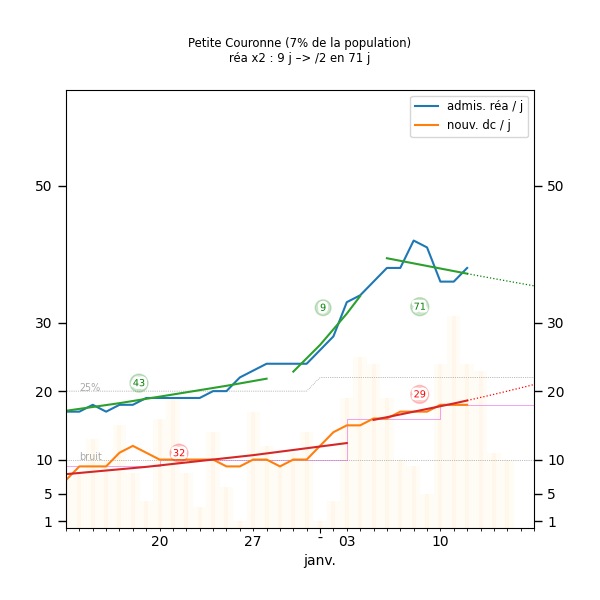 Petite Couronne (7% de la population)
réa x2 : 9 j –> /2 en 71 j
admis. réa / j
nouv. dc / j
50 50
30 30
9 71
25% 43 29
20 20
bruit 32
10 10
5 5
1 1
20 27 - 03 10
janv.